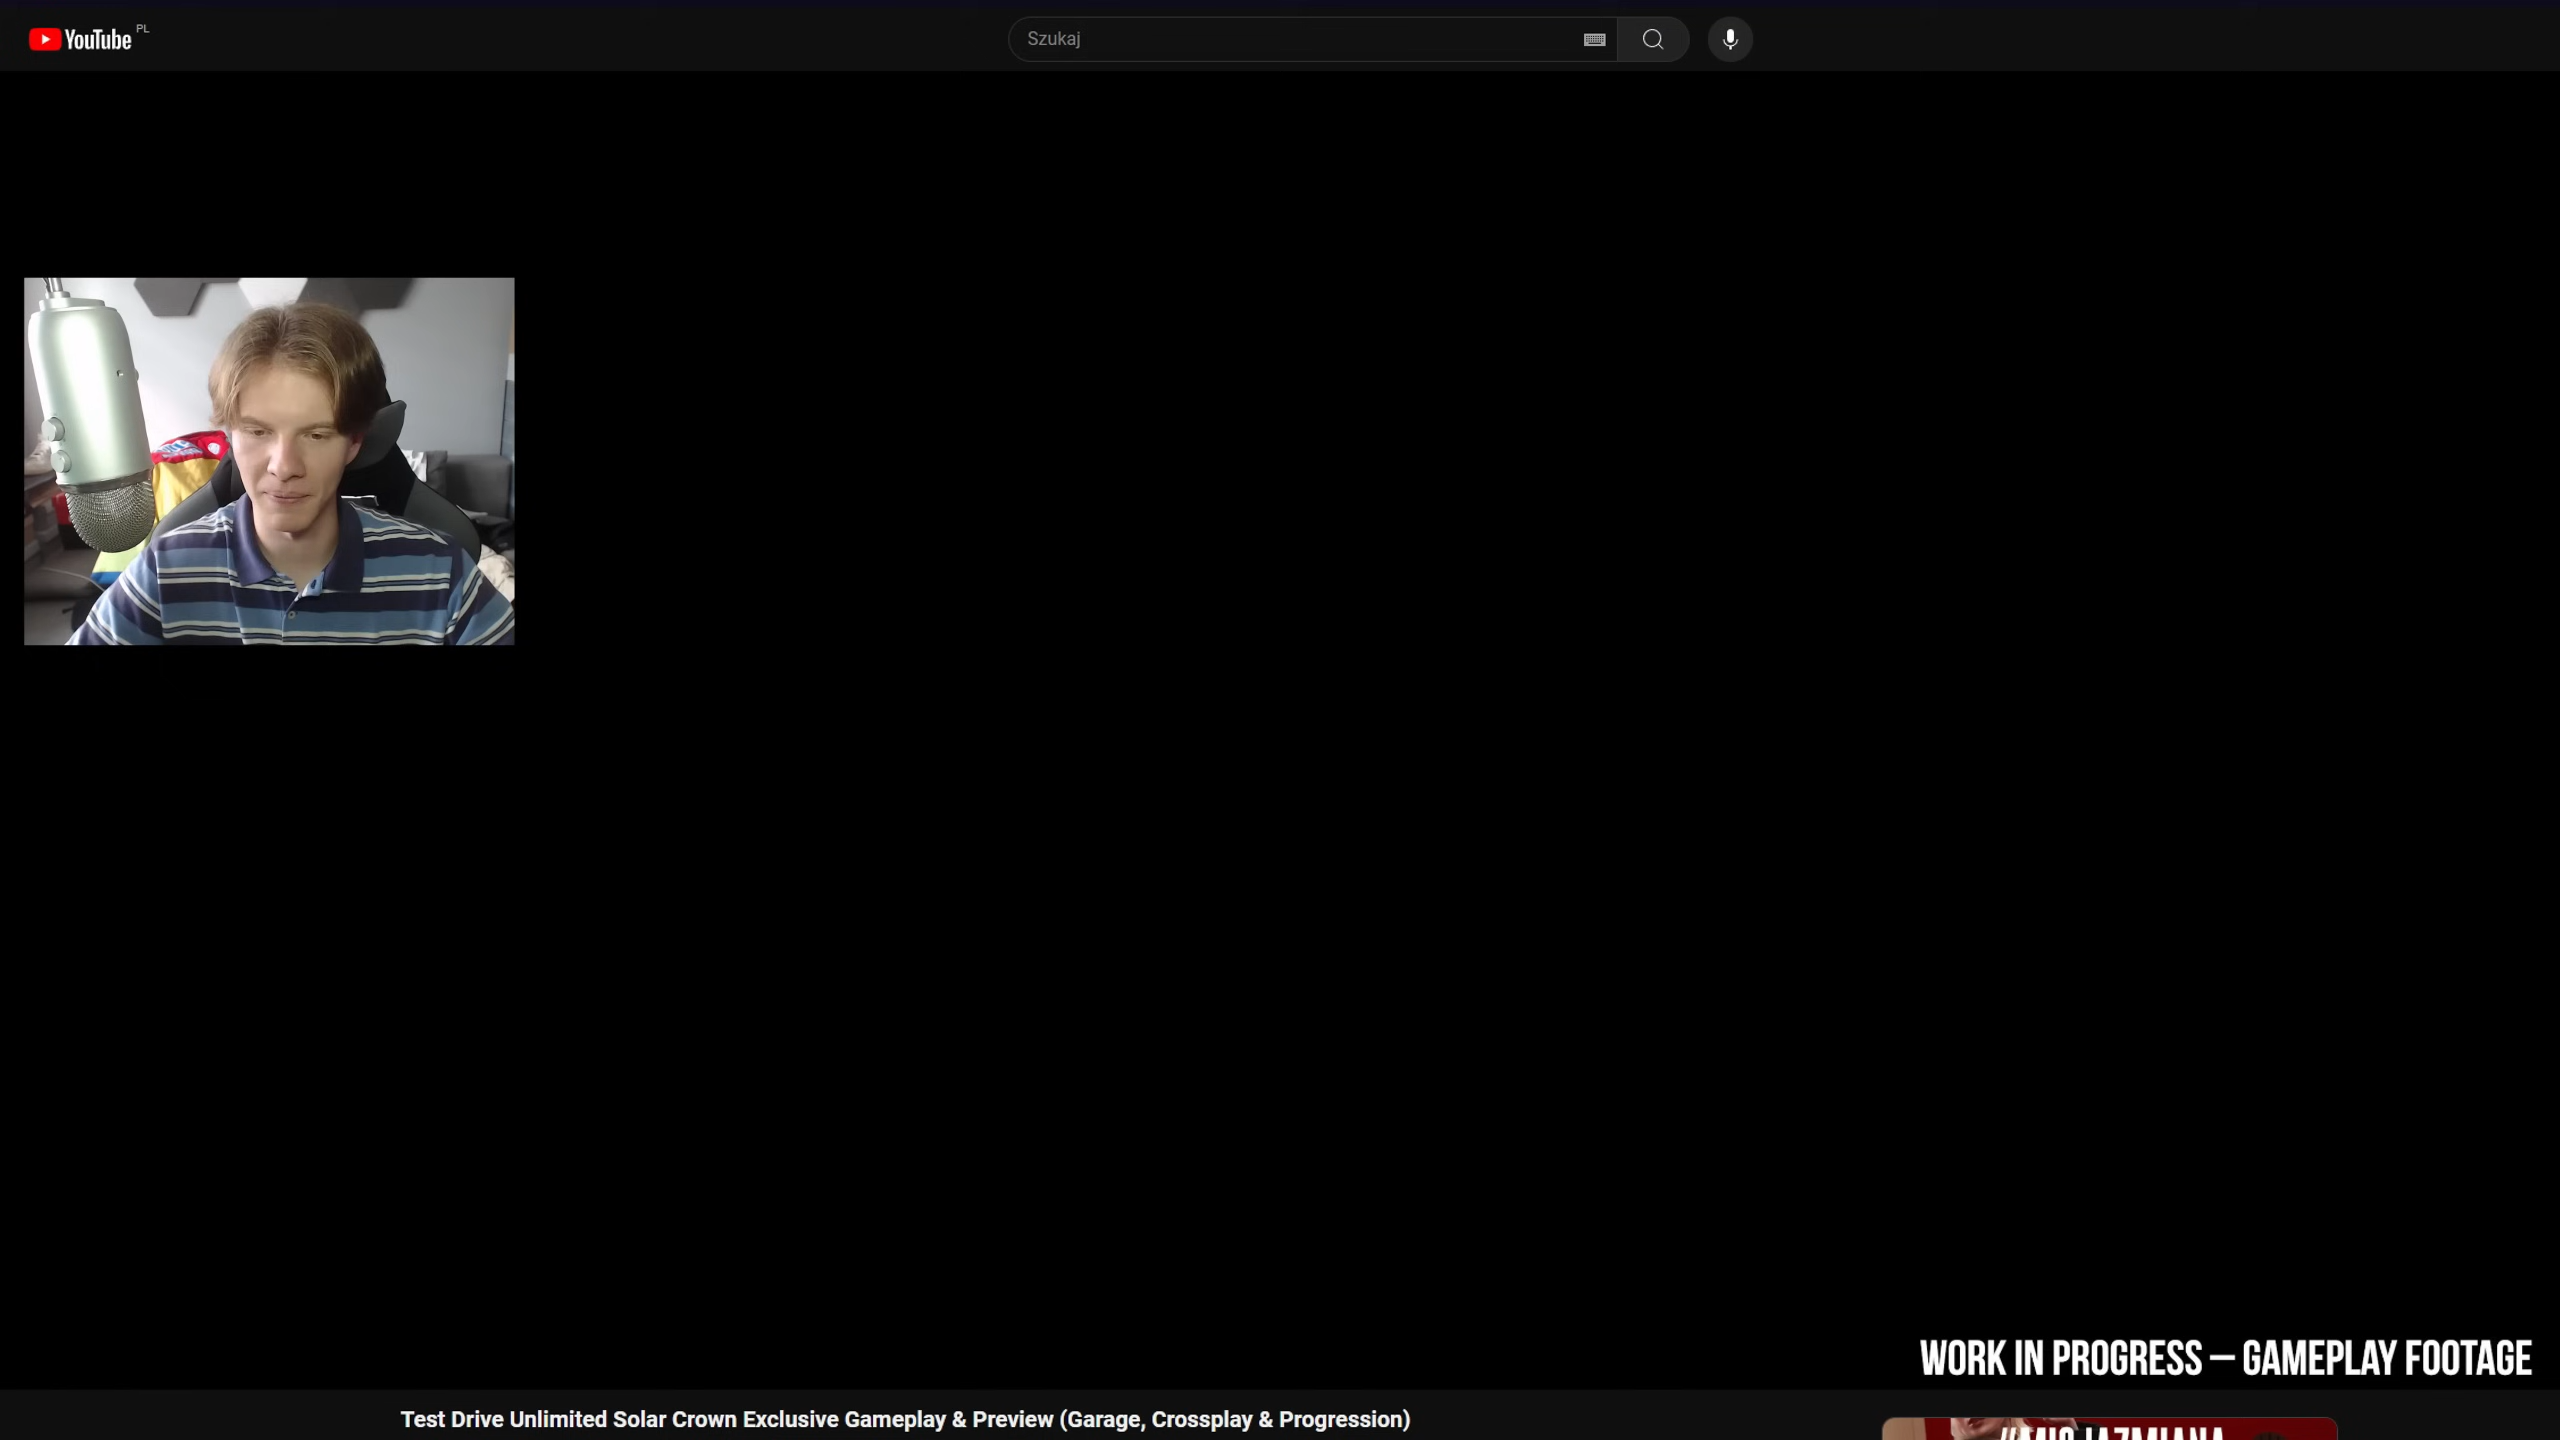 YouTube PL
Szukaj
WORK IN PROGRESS – GAMEPLAY FOOTAGE
Test Drive Unlimited Solar Crown Exclusive Gameplay & Preview (Garage, Crossplay & Progression)